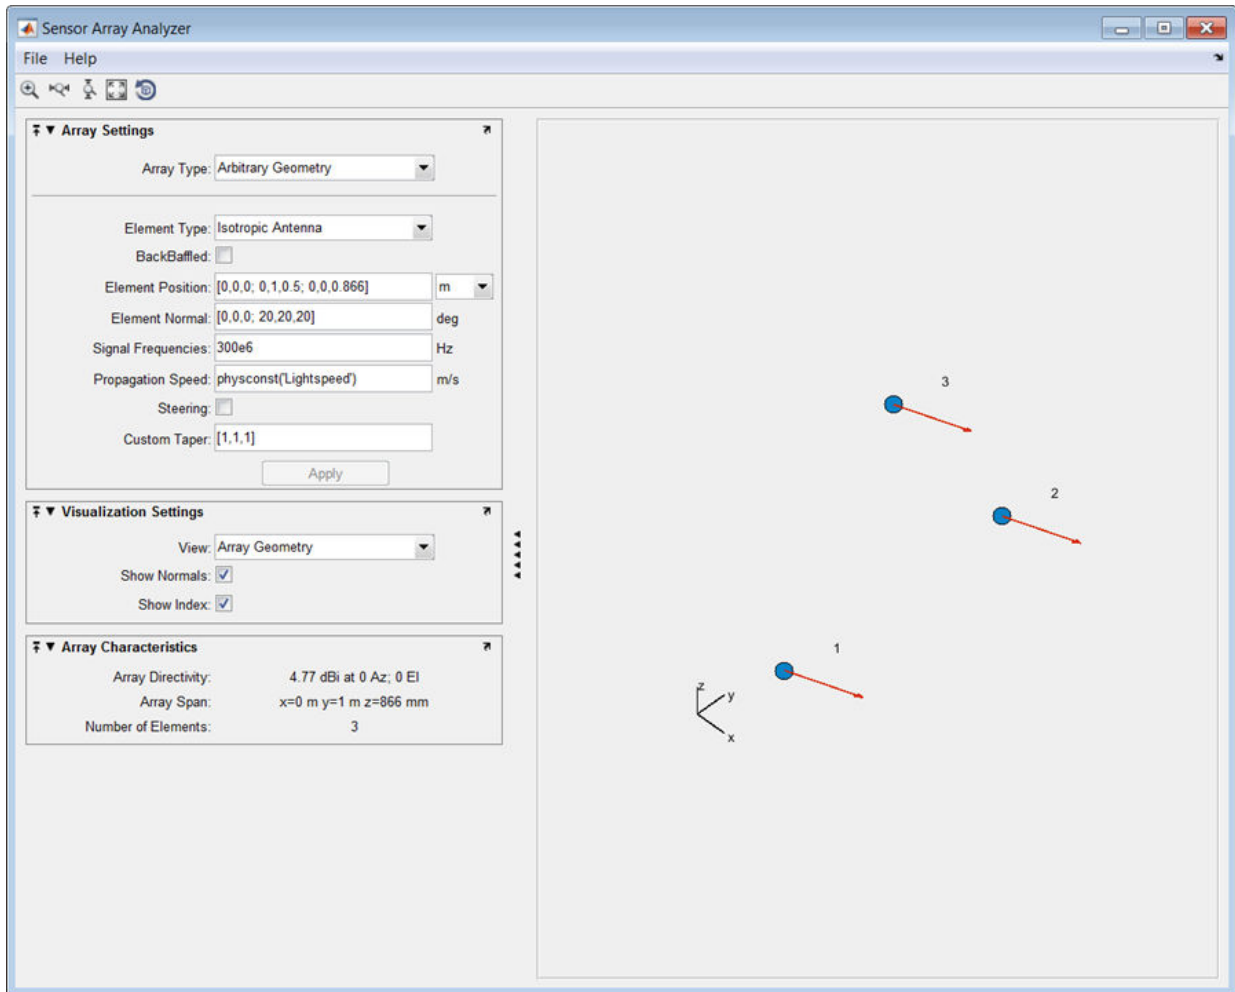 Sensor Array Analyzer
File Help
Array Settings
Array Type: Arbitrary Geometry
Element Type: Isotropic Antenna
BackBaffled:
Element Position: [0,0,0; 0,1,0.5; 0,0,0.866] m
Element Normal: [0,0,0; 20,20,20] deg
Signal Frequencies: 300e6 Hz
Propagation Speed: physconst('Lightspeed') m/s
Steering:
Custom Taper: [1,1,1]
Apply
Visualization Settings
View: Array Geometry
Show Normals:
Show Index:
Array Characteristics
Array Directivity: 4.77 dBi at 0 Az; 0 El
Array Span: x=0 m y=1 m z=866 mm
Number of Elements: 3
3
2
1
z
y
x